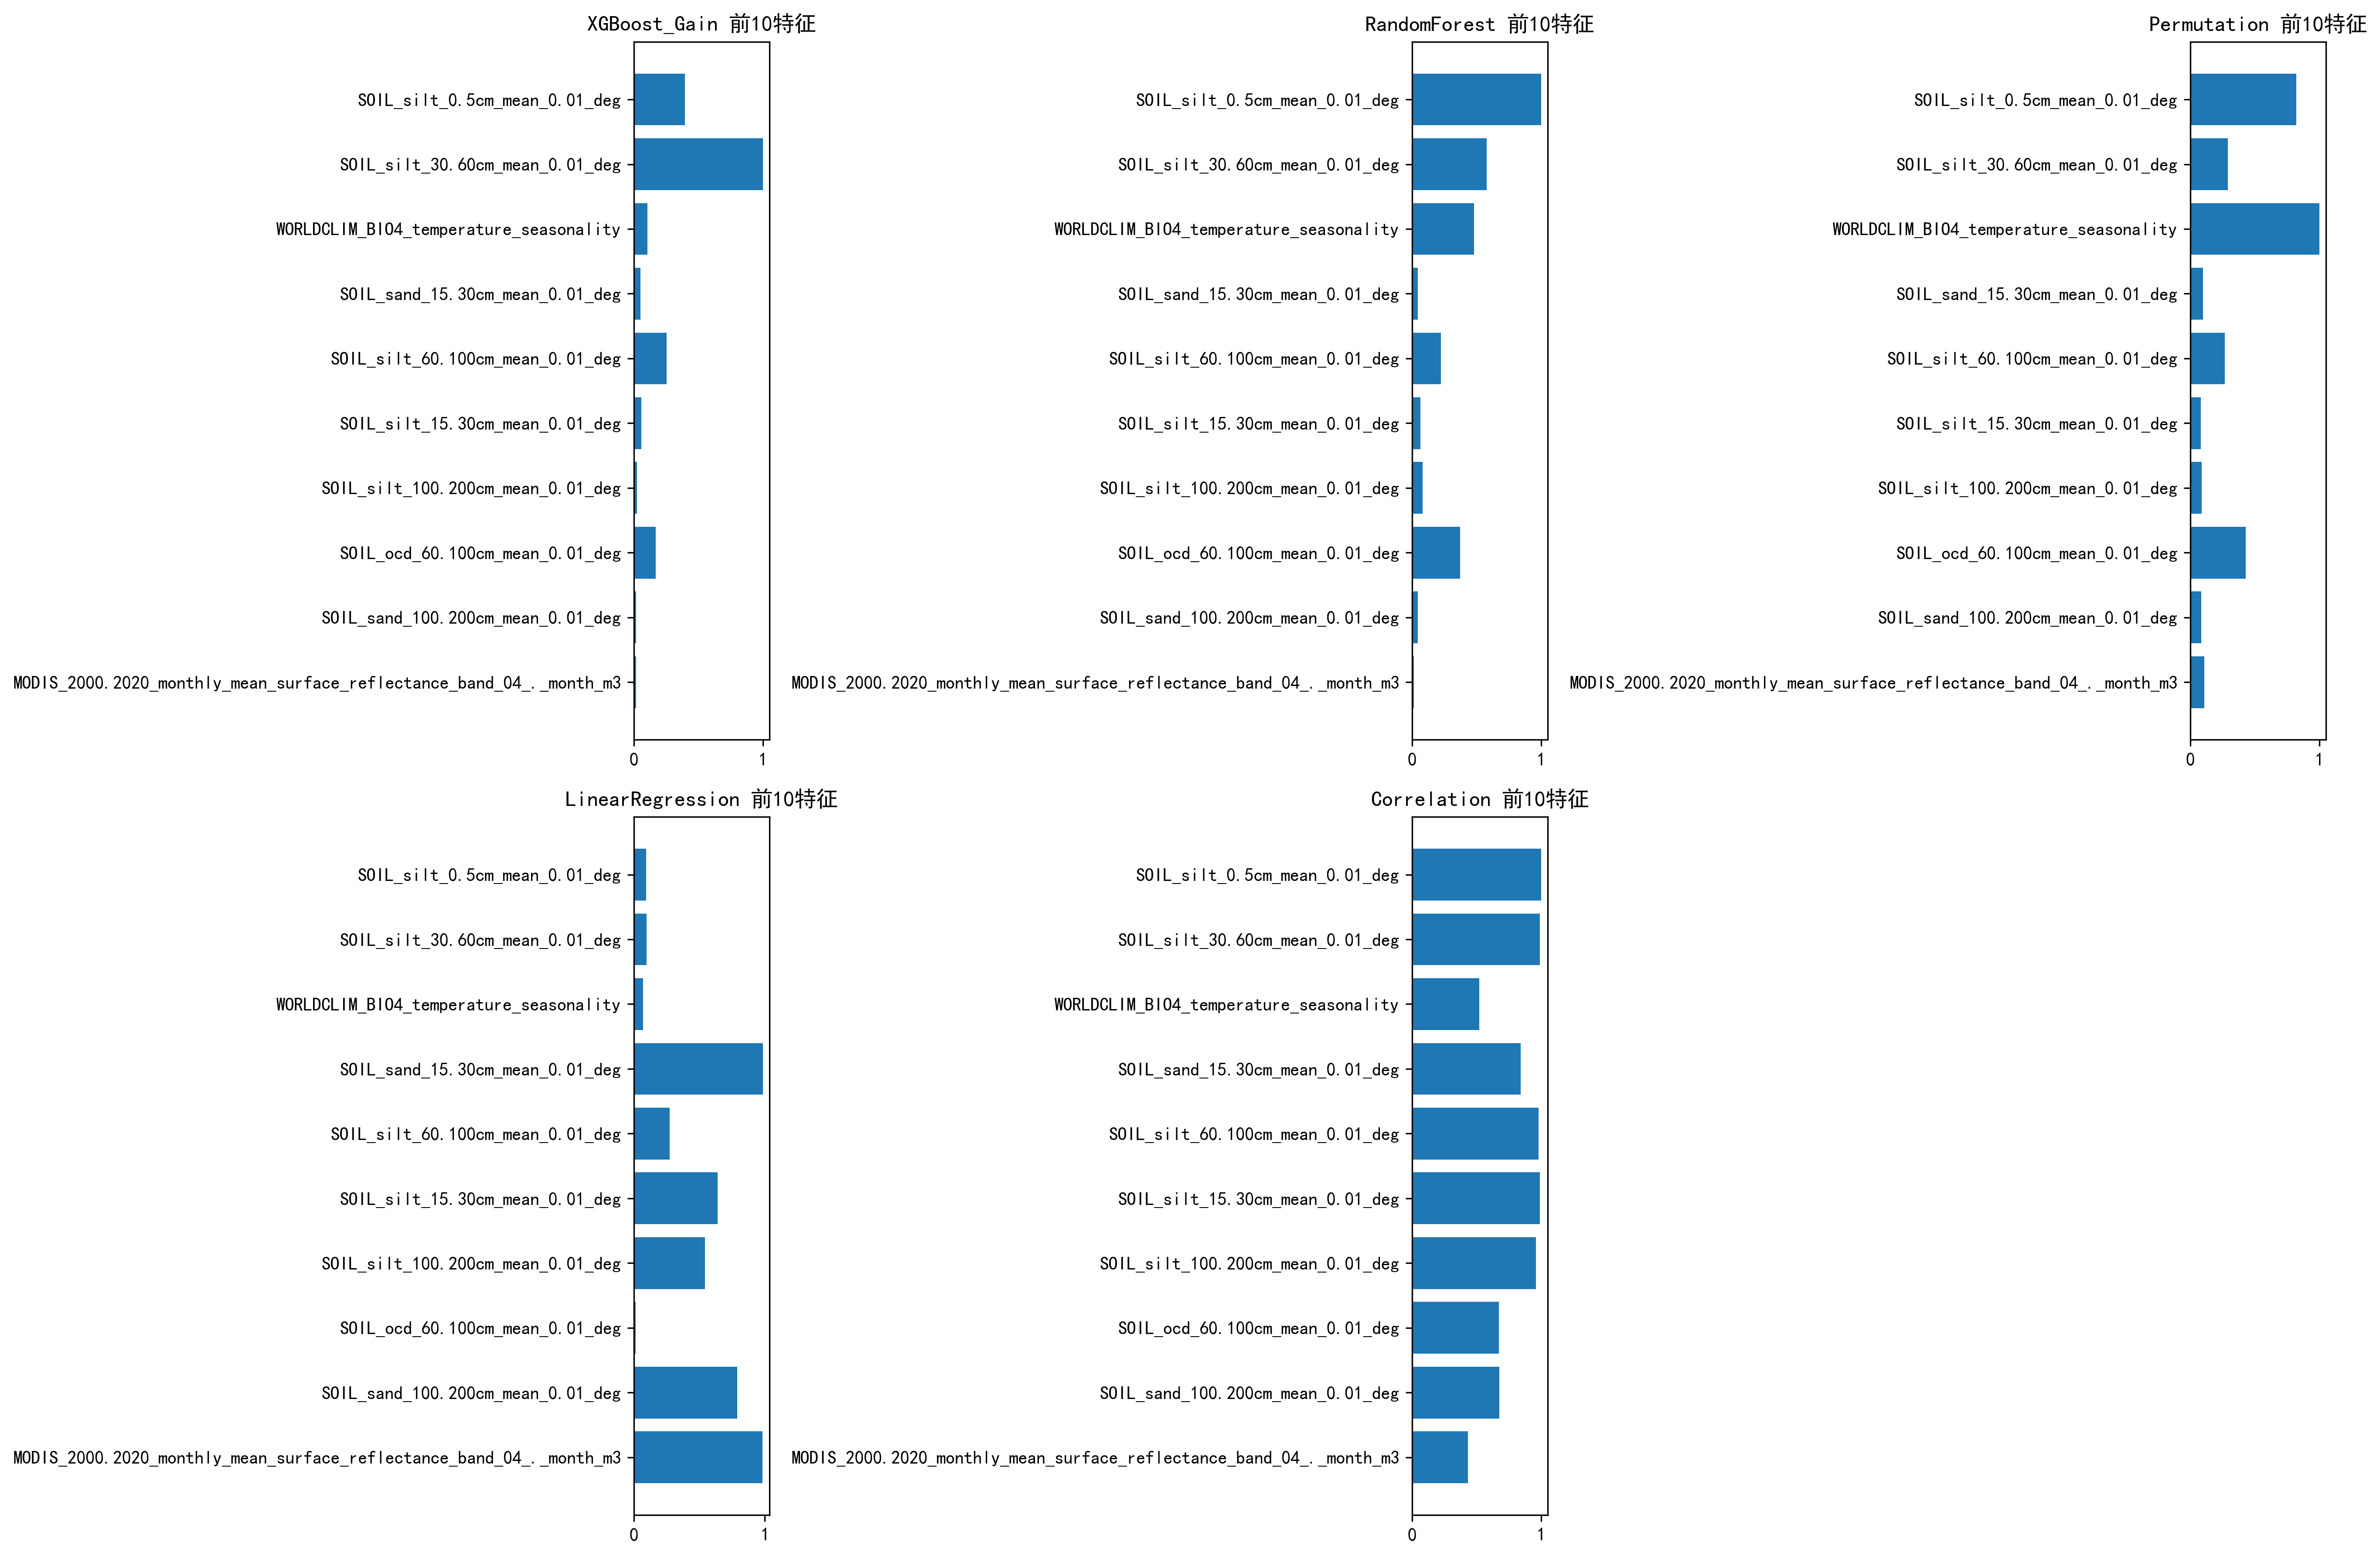 XGBoost_Gain 前10特征
SOIL_silt_0.5cm_mean_0.01_deg
SOIL_silt_30.60cm_mean_0.01_deg
WORLDCLIM_BIO4_temperature_seasonality
SOIL_sand_15.30cm_mean_0.01_deg
SOIL_silt_60.100cm_mean_0.01_deg
SOIL_silt_15.30cm_mean_0.01_deg
SOIL_silt_100.200cm_mean_0.01_deg
SOIL_ocd_60.100cm_mean_0.01_deg
SOIL_sand_100.200cm_mean_0.01_deg
MODIS_2000.2020_monthly_mean_surface_reflectance_band_04_._month_m3
0 1
RandomForest 前10特征
SOIL_silt_0.5cm_mean_0.01_deg
SOIL_silt_30.60cm_mean_0.01_deg
WORLDCLIM_BIO4_temperature_seasonality
SOIL_sand_15.30cm_mean_0.01_deg
SOIL_silt_60.100cm_mean_0.01_deg
SOIL_silt_15.30cm_mean_0.01_deg
SOIL_silt_100.200cm_mean_0.01_deg
SOIL_ocd_60.100cm_mean_0.01_deg
SOIL_sand_100.200cm_mean_0.01_deg
MODIS_2000.2020_monthly_mean_surface_reflectance_band_04_._month_m3
0 1
Permutation 前10特征
SOIL_silt_0.5cm_mean_0.01_deg
SOIL_silt_30.60cm_mean_0.01_deg
WORLDCLIM_BIO4_temperature_seasonality
SOIL_sand_15.30cm_mean_0.01_deg
SOIL_silt_60.100cm_mean_0.01_deg
SOIL_silt_15.30cm_mean_0.01_deg
SOIL_silt_100.200cm_mean_0.01_deg
SOIL_ocd_60.100cm_mean_0.01_deg
SOIL_sand_100.200cm_mean_0.01_deg
MODIS_2000.2020_monthly_mean_surface_reflectance_band_04_._month_m3
0 1
LinearRegression 前10特征
SOIL_silt_0.5cm_mean_0.01_deg
SOIL_silt_30.60cm_mean_0.01_deg
WORLDCLIM_BIO4_temperature_seasonality
SOIL_sand_15.30cm_mean_0.01_deg
SOIL_silt_60.100cm_mean_0.01_deg
SOIL_silt_15.30cm_mean_0.01_deg
SOIL_silt_100.200cm_mean_0.01_deg
SOIL_ocd_60.100cm_mean_0.01_deg
SOIL_sand_100.200cm_mean_0.01_deg
MODIS_2000.2020_monthly_mean_surface_reflectance_band_04_._month_m3
0 1
Correlation 前10特征
SOIL_silt_0.5cm_mean_0.01_deg
SOIL_silt_30.60cm_mean_0.01_deg
WORLDCLIM_BIO4_temperature_seasonality
SOIL_sand_15.30cm_mean_0.01_deg
SOIL_silt_60.100cm_mean_0.01_deg
SOIL_silt_15.30cm_mean_0.01_deg
SOIL_silt_100.200cm_mean_0.01_deg
SOIL_ocd_60.100cm_mean_0.01_deg
SOIL_sand_100.200cm_mean_0.01_deg
MODIS_2000.2020_monthly_mean_surface_reflectance_band_04_._month_m3
0 1